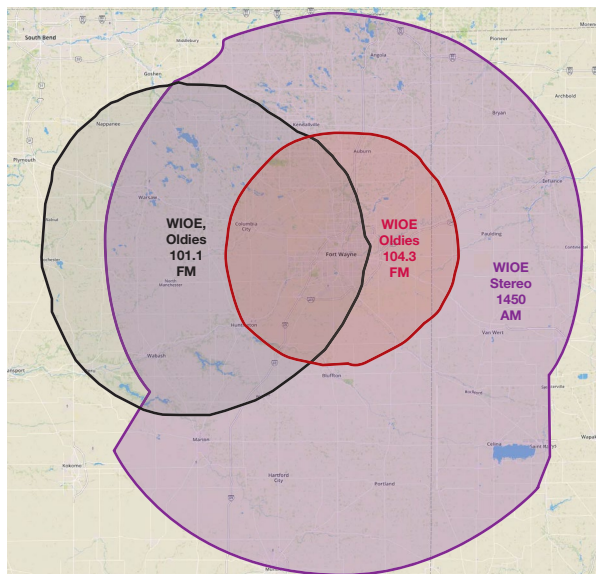 Pioneer
South Bend
Middlebury
Angola
Goshen
Archbold
Bryan
Nappanee
Kendallville
Plymouth
Auburn
Defiance
Warsaw
WIOE,
Oldies
101.1
FM
Columbia
City
WIOE
Oldies
104.3
FM
Paulding
Continental
Fort Wayne
WIOE
Stereo
1450
AM
North
Manchester
Huntington
Van Wert
Wabash
Bluffton
Rockford
Celina
Marion
Kokomo
Hartford
City
Portland